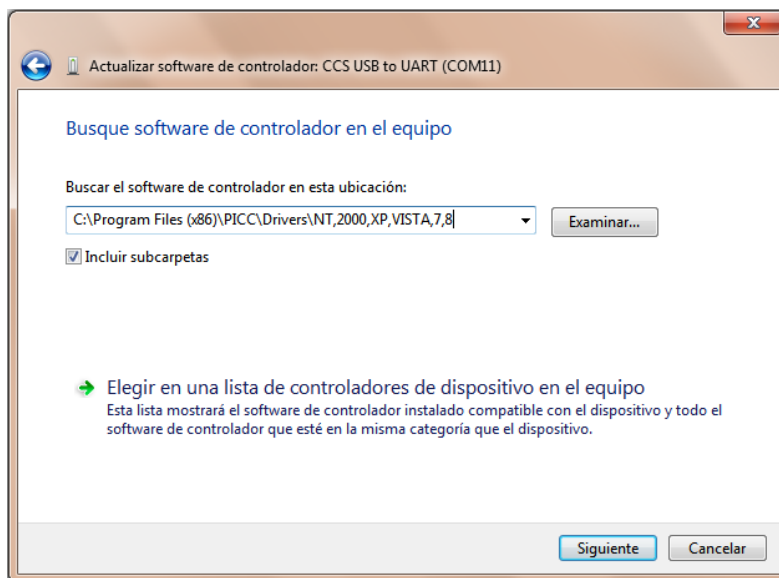 Actualizar software de controlador: CCS USB to UART (COM11)
Busque software de controlador en el equipo
Buscar el software de controlador en esta ubicación:
C:\Program Files (x86)\PICC\Drivers\NT,2000,XP,VISTA,7,8
Examinar...
Incluir subcarpetas
Elegir en una lista de controladores de dispositivo en el equipo
Esta lista mostrará el software de controlador instalado compatible con el dispositivo y todo el
software de controlador que esté en la misma categoría que el dispositivo.
Siguiente
Cancelar